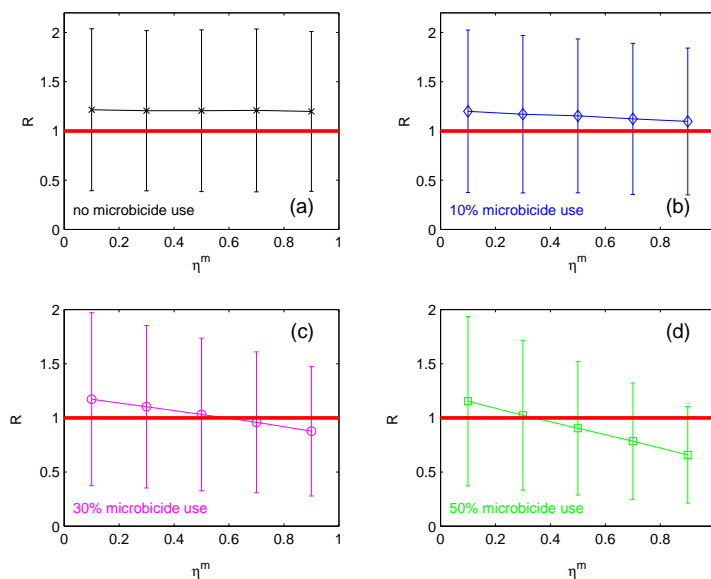 2
1.5
1
0.5
0
R
no microbicide use
(a)
0 0.2 0.4 0.6 0.8 1
η^m
2
1.5
1
0.5
0
R
10% microbicide use
(b)
0 0.2 0.4 0.6 0.8
η^m
2
1.5
1
0.5
0
R
(c)
30% microbicide use
0 0.2 0.4 0.6 0.8 1
η^m
2
1.5
1
0.5
0
R
(d)
50% microbicide use
0 0.2 0.4 0.6 0.8
η^m